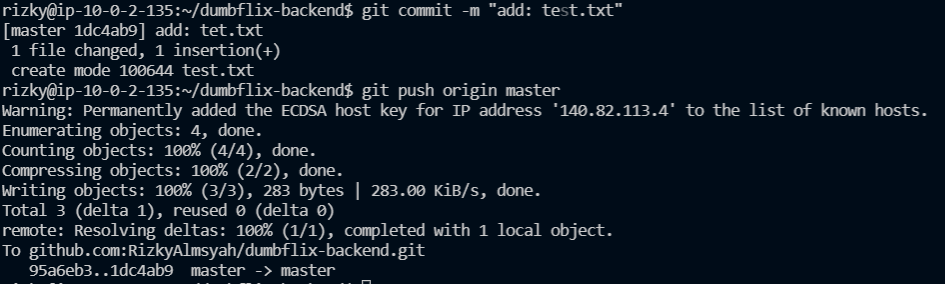 rizky@ip-10-0-2-135:~/dumbflix-backend$ git commit -m "add: test.txt"
[master 1dc4ab9] add: tet.txt
 1 file changed, 1 insertion(+)
 create mode 100644 test.txt
rizky@ip-10-0-2-135:~/dumbflix-backend$ git push origin master
Warning: Permanently added the ECDSA host key for IP address '140.82.113.4' to the list of known hosts.
Enumerating objects: 4, done.
Counting objects: 100% (4/4), done.
Compressing objects: 100% (2/2), done.
Writing objects: 100% (3/3), 283 bytes | 283.00 KiB/s, done.
Total 3 (delta 1), reused 0 (delta 0)
remote: Resolving deltas: 100% (1/1), completed with 1 local object.
To github.com:RizkyAlmsyah/dumbflix-backend.git
   95a6eb3..1dc4ab9  master -> master